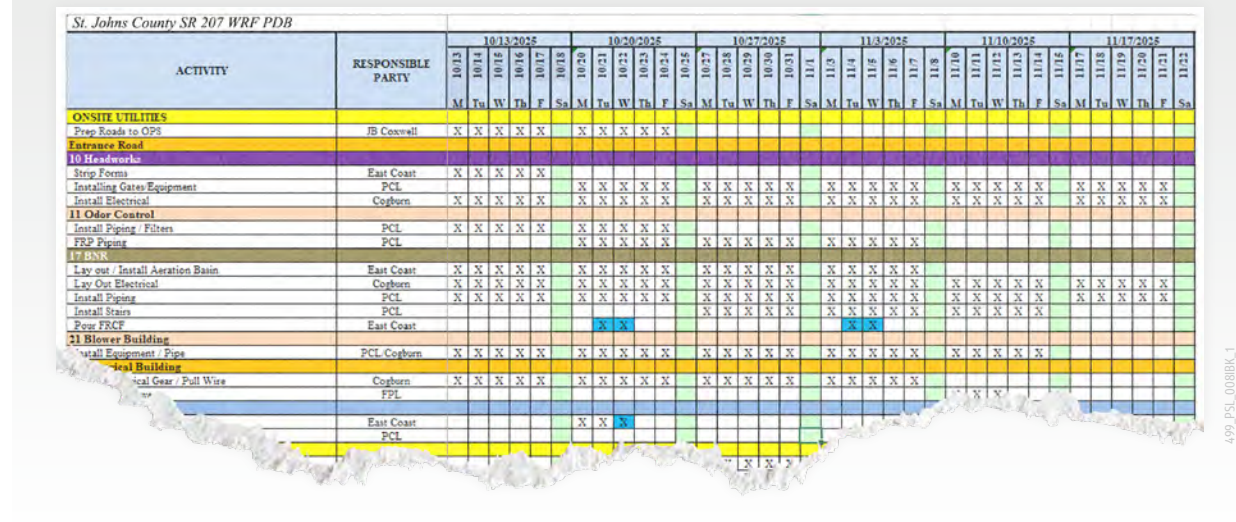 St. Johns County SR 207 WRF PDB
10/13/2025 10/20/2025 10/27/2025 11/3/2025 11/10/2025 11/17/2025
ACTIVITY RESPONSIBLE PARTY 10/13 10/14 10/15 10/16 10/17 10/18 10/20 10/21 10/22 10/23 10/24 10/25 10/27 10/28 10/29 10/30 10/31 11/1 11/3 11/4 11/5 11/6 11/7 11/8 11/10 11/11 11/12 11/13 11/14 11/15 11/17 11/18 11/19 11/20 11/21 11/22
M Tu W Th F Sa M Tu W Th F Sa M Tu W Th F Sa M Tu W Th F Sa M Tu W Th F Sa M Tu W Th F Sa
ONSITE UTILITIES
Prep Roads to OPS JB Coxwell X X X X X X X X X X
Entrance Road
10 Headworks
Strip Forms East Coast X X X X X
Installing Gates/Equipment PCL X X X X X X X X X X X X X X X X X X X X X X X X X
Install Electrical Cogburn X X X X X X X X X X X X X X X X X X X X X X X X X X X X X X
11 Odor Control
Install Piping / Filters PCL X X X X X X X X X X
FRP Piping PCL X X X X X X X X X X X X X X X
17 BNR
Lay out / Install Aeration Basin East Coast X X X X X X X X X X X X X X X X X X X X
Lay Out Electrical Cogburn X X X X X X X X X X X X X X X X X X X X X X X X X X X X X X
Install Piping PCL X X X X X X X X X X X X X X X X X X X X X X X X X X X X X X
Install Stairs PCL X X X X X X X X X X X X X X X
Pour FRCF East Coast X X X X
21 Blower Building
Install Equipment / Pipe PCL/Cogburn X X X X X X X X X X X X X X X X X X X X X X X X X
Building
Gear / Pull Wire Cogburn X X X X X X X X X X X X X X X X X X X X
FPL X X
East Coast X X X
PCL
X X
499_PSL_008IBK_1